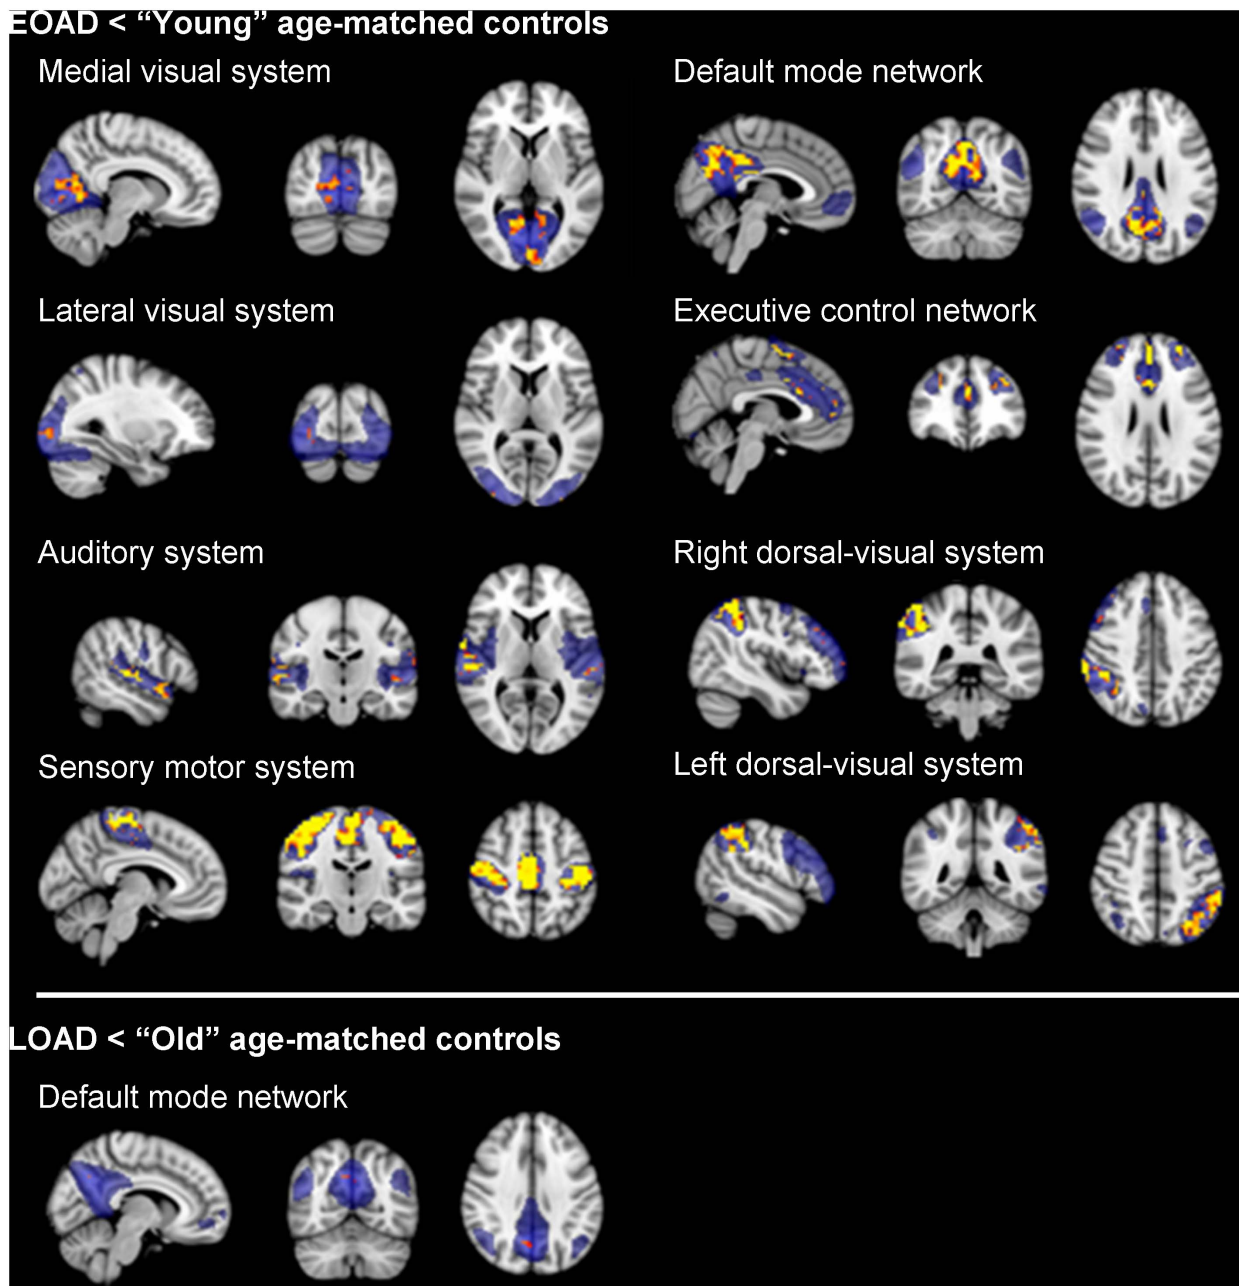 EOAD < “Young” age-matched controls
Medial visual system
Default mode network
Lateral visual system
Executive control network
Auditory system
Right dorsal-visual system
Sensory motor system
Left dorsal-visual system
LOAD < “Old” age-matched controls
Default mode network